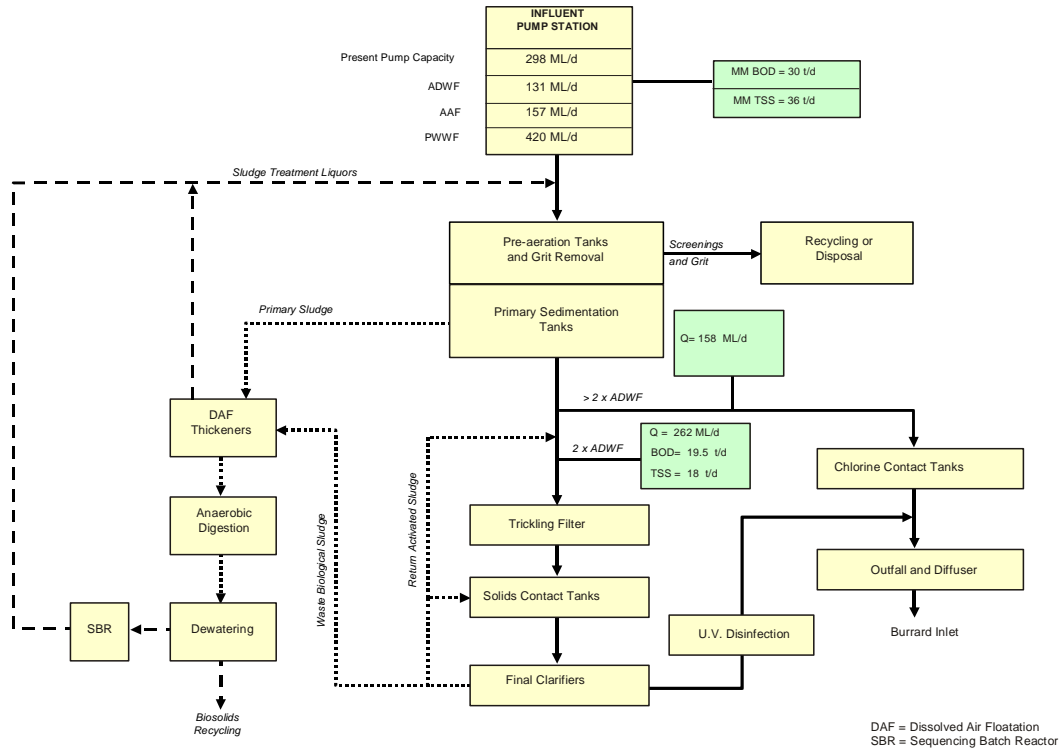 INFLUENT
PUMP STATION
Present Pump Capacity
298 ML/d
ADWF
131 ML/d
AAF
157 ML/d
PWWF
420 ML/d
MM BOD = 30 t/d
MM TSS = 36 t/d
Sludge Treatment Liquors
Pre-aeration Tanks
and Grit Removal
Screenings
and Grit
Recycling or
Disposal
Primary Sludge
Primary Sedimentation
Tanks
Q= 158 ML/d
> 2 x ADWF
DAF
Thickeners
2 x ADWF
Q = 262 ML/d
BOD= 19.5 t/d
TSS = 18 t/d
Chlorine Contact Tanks
Anaerobic
Digestion
Waste Biological Sludge
Return Activated Sludge
Trickling Filter
Outfall and Diffuser
Solids Contact Tanks
SBR
Dewatering
U.V. Disinfection
Burrard Inlet
Final Clarifiers
Biosolids
Recycling
DAF = Dissolved Air Floatation
SBR = Sequencing Batch Reactor